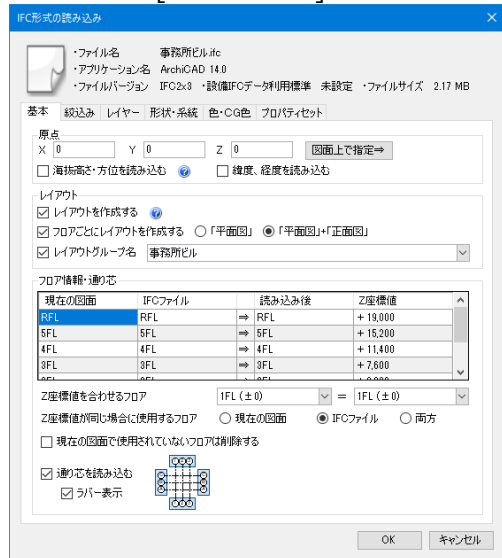 IFC形式の読み込み
・ファイル名 事務所ビル.ifc
・アプリケーション名 ArchiCAD 14.0
・ファイルバージョン IFC2x3 ・設備IFCデータ利用標準 未設定 ・ファイルサイズ 2.17 MB
基本 絞込み レイヤー 形状・系統 色・CG色 プロパティセット
原点
X 0 Y 0 Z 0 図面上で指定⇒
海抜高さ・方位を読み込む ? 緯度、経度を読み込む
レイアウト
レイアウトを作成する ?
フロアごとにレイアウトを作成する 「平面図」 「平面図」+「正面図」
レイアウトグループ名 事務所ビル
フロア情報・通り芯
現在の図面 IFCファイル 読み込み後 Z座標値
RFL RFL ⇒ RFL + 19,000
5FL 5FL ⇒ 5FL + 15,200
4FL 4FL ⇒ 4FL + 11,400
3FL 3FL ⇒ 3FL + 7,600
Z座標値を合わせるフロア 1FL (± 0) = 1FL (± 0)
Z座標値が同じ場合に使用するフロア 現在の図面 IFCファイル 両方
現在の図面で使用されていないフロアは削除する
通り芯を読み込む
ラバー表示
OK キャンセル